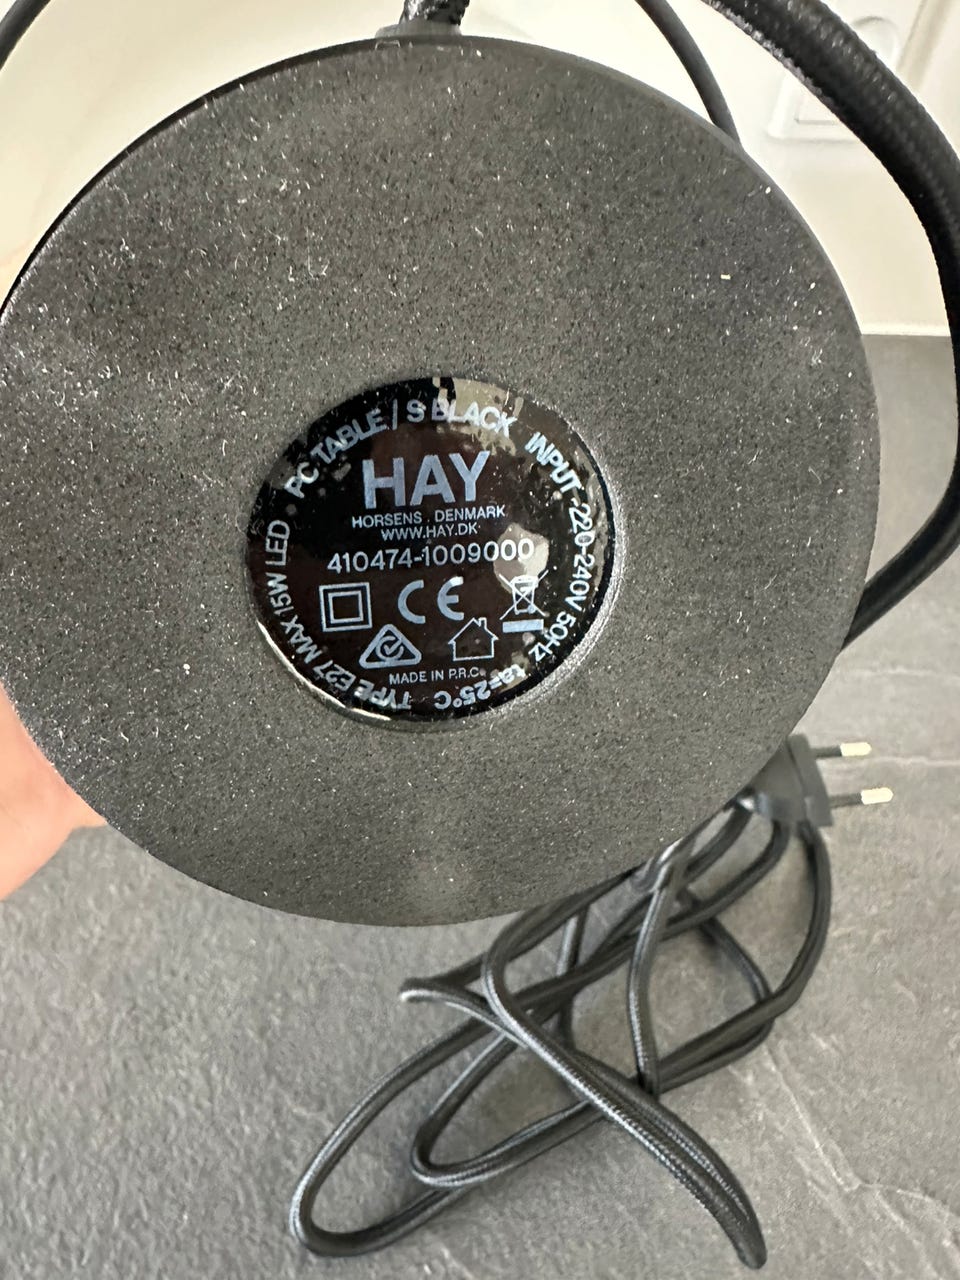 PC TABLE / S BLACK INPUT ~220-240V 50Hz ta=25°C TYPE E27 MAX 15W LED
HAY
HORSENS . DENMARK
WWW.HAY.DK
410474-1009000
CE
MADE IN P.R.C.